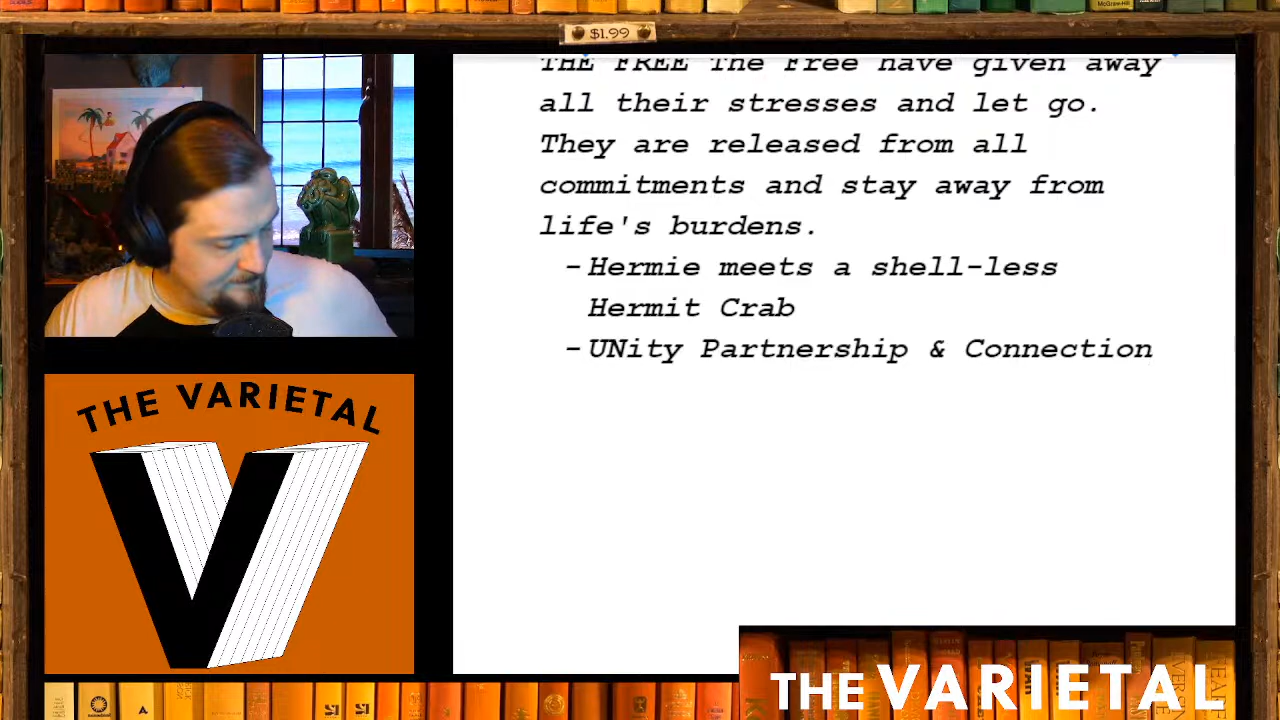 McGraw-Hill
$1.99
THE FREE The Free have given away
all their stresses and let go.
They are released from all
commitments and stay away from
life's burdens.
-Hermie meets a shell-less
Hermit Crab
-UNity Partnership & Connection
THE VARIETAL
V
THE VARIETAL